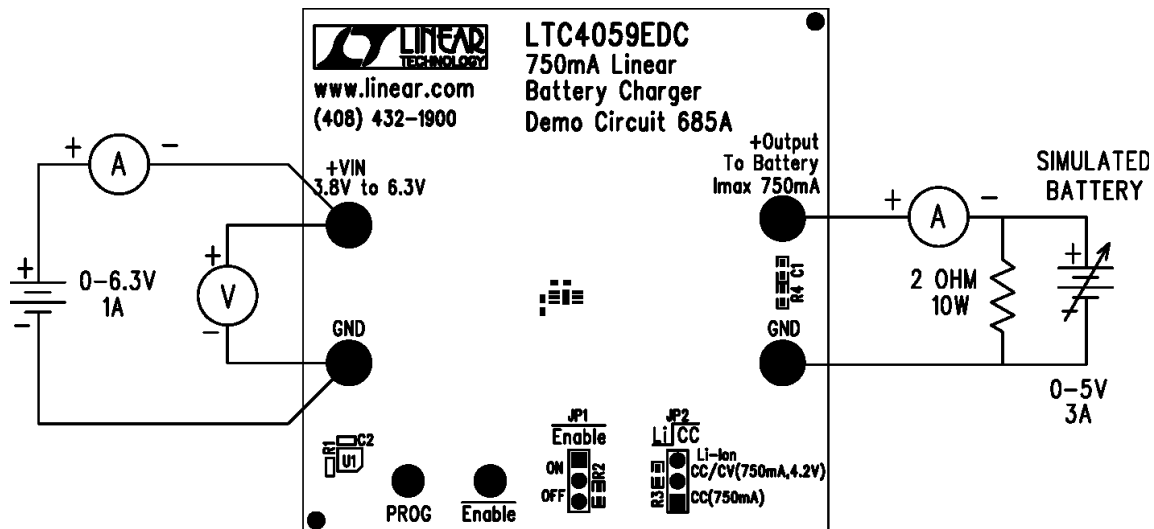 LINEAR
TECHNOLOGY
www.linear.com
(408) 432-1900
LTC4059EDC
750mA Linear
Battery Charger
Demo Circuit 685A
+ A -
+VIN
3.8V to 6.3V
+Output
To Battery
Imax 750mA
+ A -
SIMULATED
BATTERY
+
0-6.3V
1A
-
+
V
-
GND
R4 C1
GND
2 OHM
10W
+
-
0-5V
3A
R1
C2
U1
PROG
Enable
JP1
Enable
ON
OFF
R2
JP2
Li CC
Li-Ion
CC/CV(750mA,4.2V)
R3
CC(750mA)